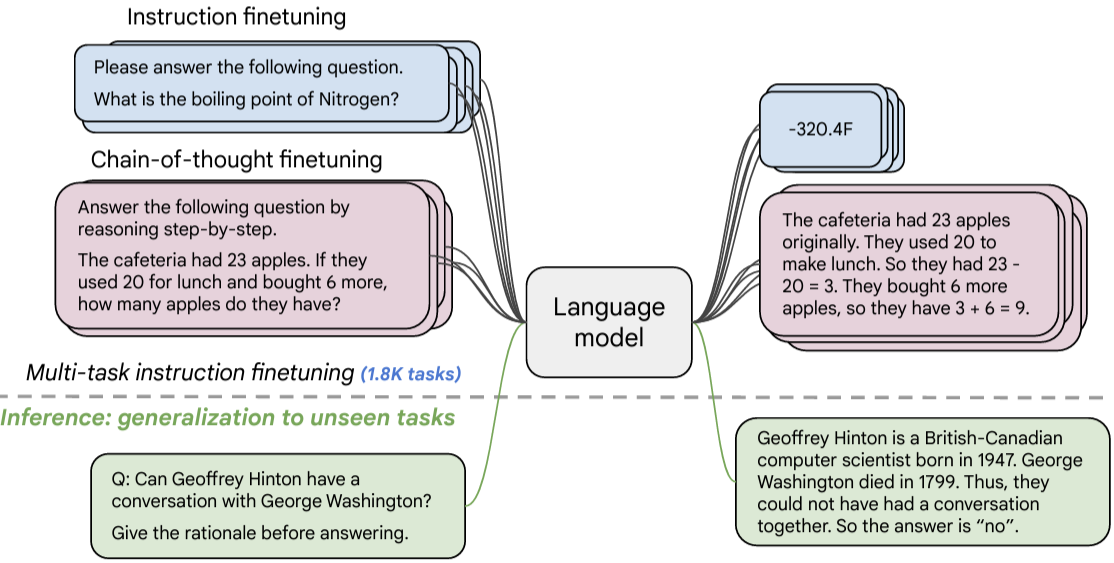 Instruction finetuning
Please answer the following question.
What is the boiling point of Nitrogen?
-320.4F
Chain-of-thought finetuning
Answer the following question by
reasoning step-by-step.
The cafeteria had 23 apples. If they
used 20 for lunch and bought 6 more,
how many apples do they have?
Language
model
The cafeteria had 23 apples
originally. They used 20 to
make lunch. So they had 23 -
20 = 3. They bought 6 more
apples, so they have 3 + 6 = 9.
Multi-task instruction finetuning (1.8K tasks)
Inference: generalization to unseen tasks
Q: Can Geoffrey Hinton have a
conversation with George Washington?
Give the rationale before answering.
Geoffrey Hinton is a British-Canadian
computer scientist born in 1947. George
Washington died in 1799. Thus, they
could not have had a conversation
together. So the answer is “no”.